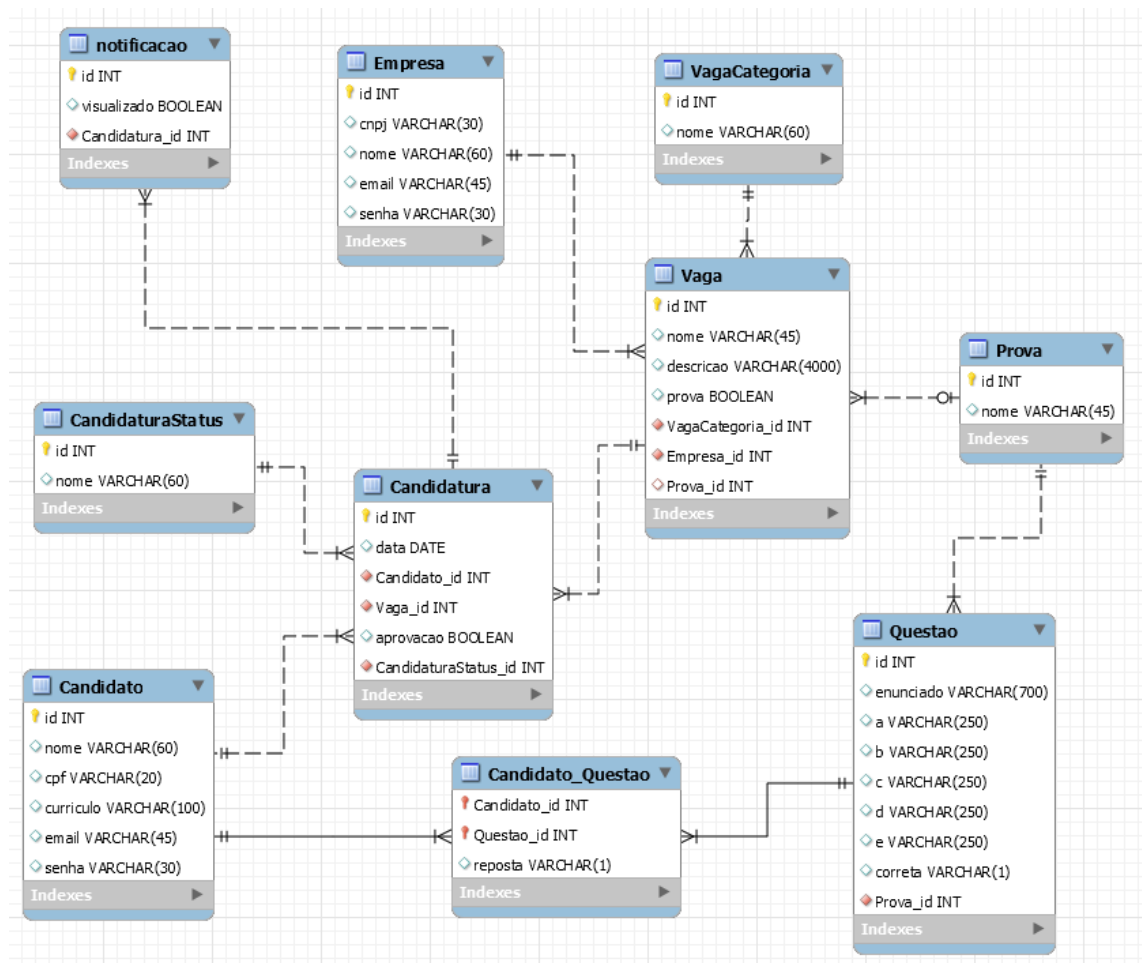 notificacao
id INT
visualizado BOOLEAN
Candidatura_id INT
Indexes
Empresa
id INT
cnpj VARCHAR(30)
nome VARCHAR(60)
email VARCHAR(45)
senha VARCHAR(30)
Indexes
VagaCategoria
id INT
nome VARCHAR(60)
Indexes
Vaga
id INT
nome VARCHAR(45)
descricao VARCHAR(4000)
prova BOOLEAN
VagaCategoria_id INT
Empresa_id INT
Prova_id INT
Indexes
Prova
id INT
nome VARCHAR(45)
Indexes
CandidaturaStatus
id INT
nome VARCHAR(60)
Indexes
Candidatura
id INT
data DATE
Candidato_id INT
Vaga_id INT
aprovacao BOOLEAN
CandidaturaStatus_id INT
Indexes
Candidato
id INT
nome VARCHAR(60)
cpf VARCHAR(20)
curriculo VARCHAR(100)
email VARCHAR(45)
senha VARCHAR(30)
Indexes
Candidato_Questao
Candidato_id INT
Questao_id INT
reposta VARCHAR(1)
Indexes
Questao
id INT
enunciado VARCHAR(700)
a VARCHAR(250)
b VARCHAR(250)
c VARCHAR(250)
d VARCHAR(250)
e VARCHAR(250)
correta VARCHAR(1)
Prova_id INT
Indexes